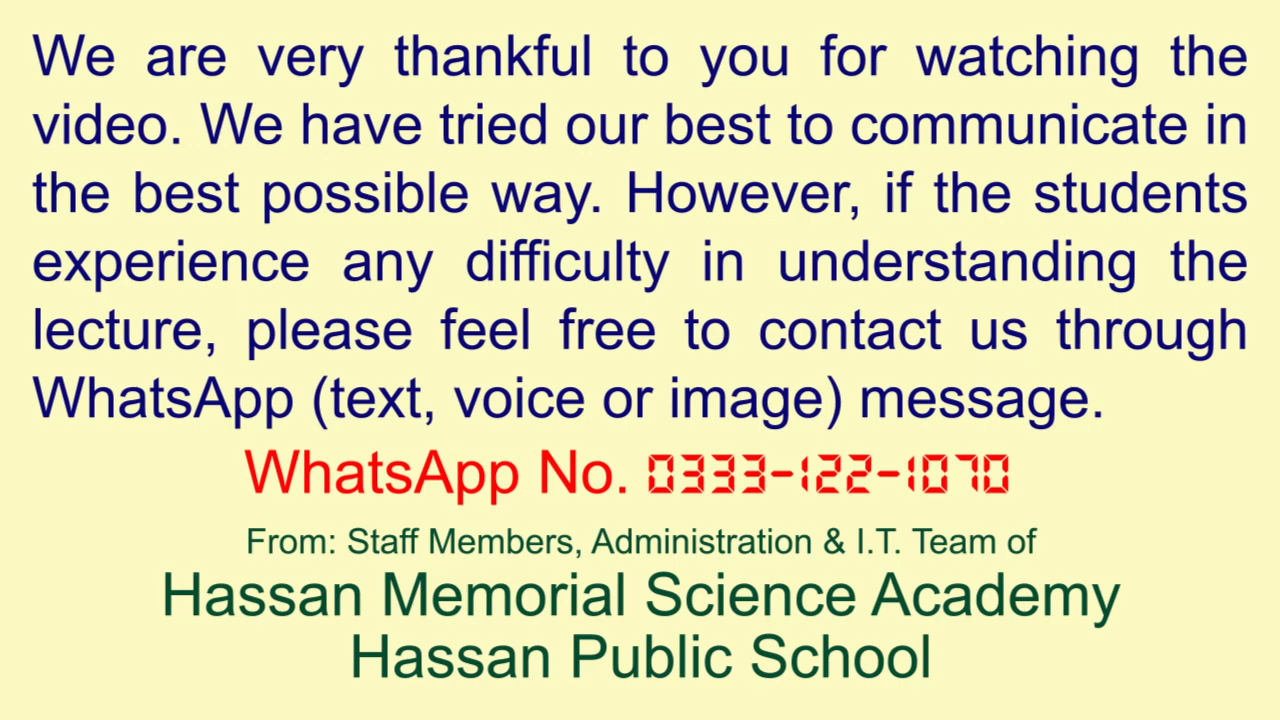 We are very thankful to you for watching the
video. We have tried our best to communicate in
the best possible way. However, if the students
experience any difficulty in understanding the
lecture, please feel free to contact us through
WhatsApp (text, voice or image) message.
WhatsApp No. 0333-122-1070
From: Staff Members, Administration & I.T. Team of
Hassan Memorial Science Academy
Hassan Public School